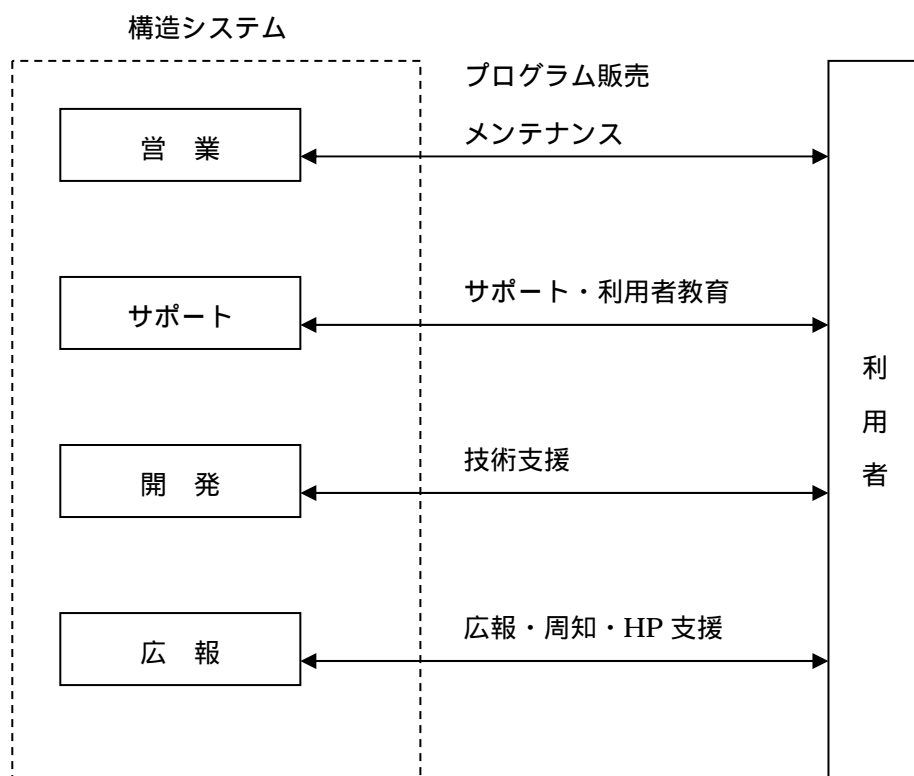 構造システム
プログラム販売
メンテナンス
営　業
サポート・利用者教育
サポート
技術支援
開　発
広報・周知・HP 支援
広　報
利
用
者